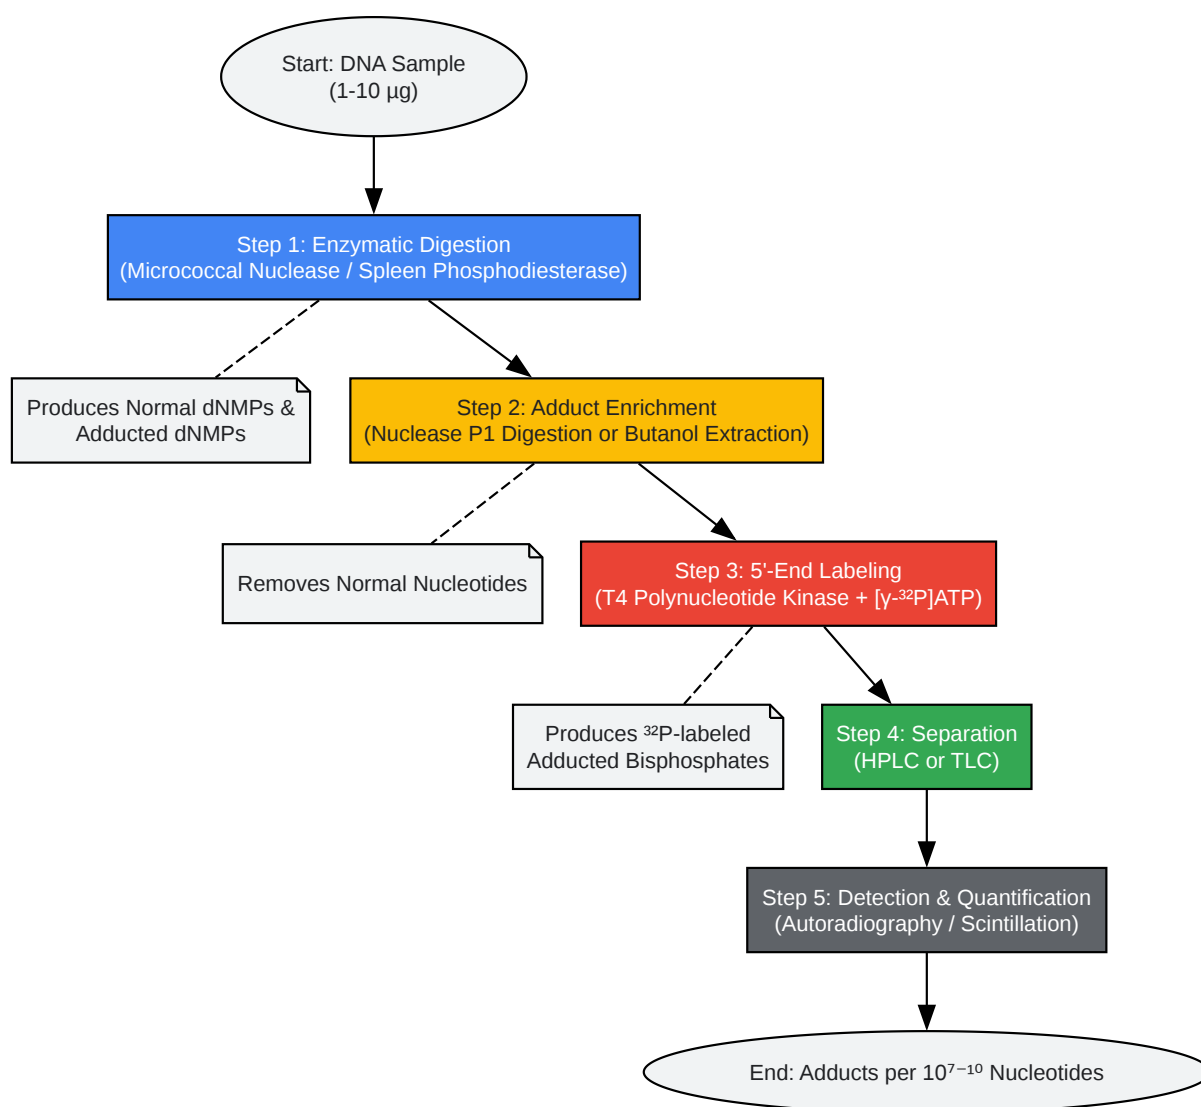 Start: DNA Sample
(1-10 µg)
Step 1: Enzymatic Digestion
(Micrococcal Nuclease / Spleen Phosphodiesterase)
Produces Normal dNMPs &
Adducted dNMPs
Step 2: Adduct Enrichment
(Nuclease P1 Digestion or Butanol Extraction)
Removes Normal Nucleotides
Step 3: 5'-End Labeling
(T4 Polynucleotide Kinase + [γ-³²P]ATP)
Produces ³²P-labeled
Adducted Bisphosphates
Step 4: Separation
(HPLC or TLC)
Step 5: Detection & Quantification
(Autoradiography / Scintillation)
End: Adducts per 10⁷⁻¹⁰ Nucleotides